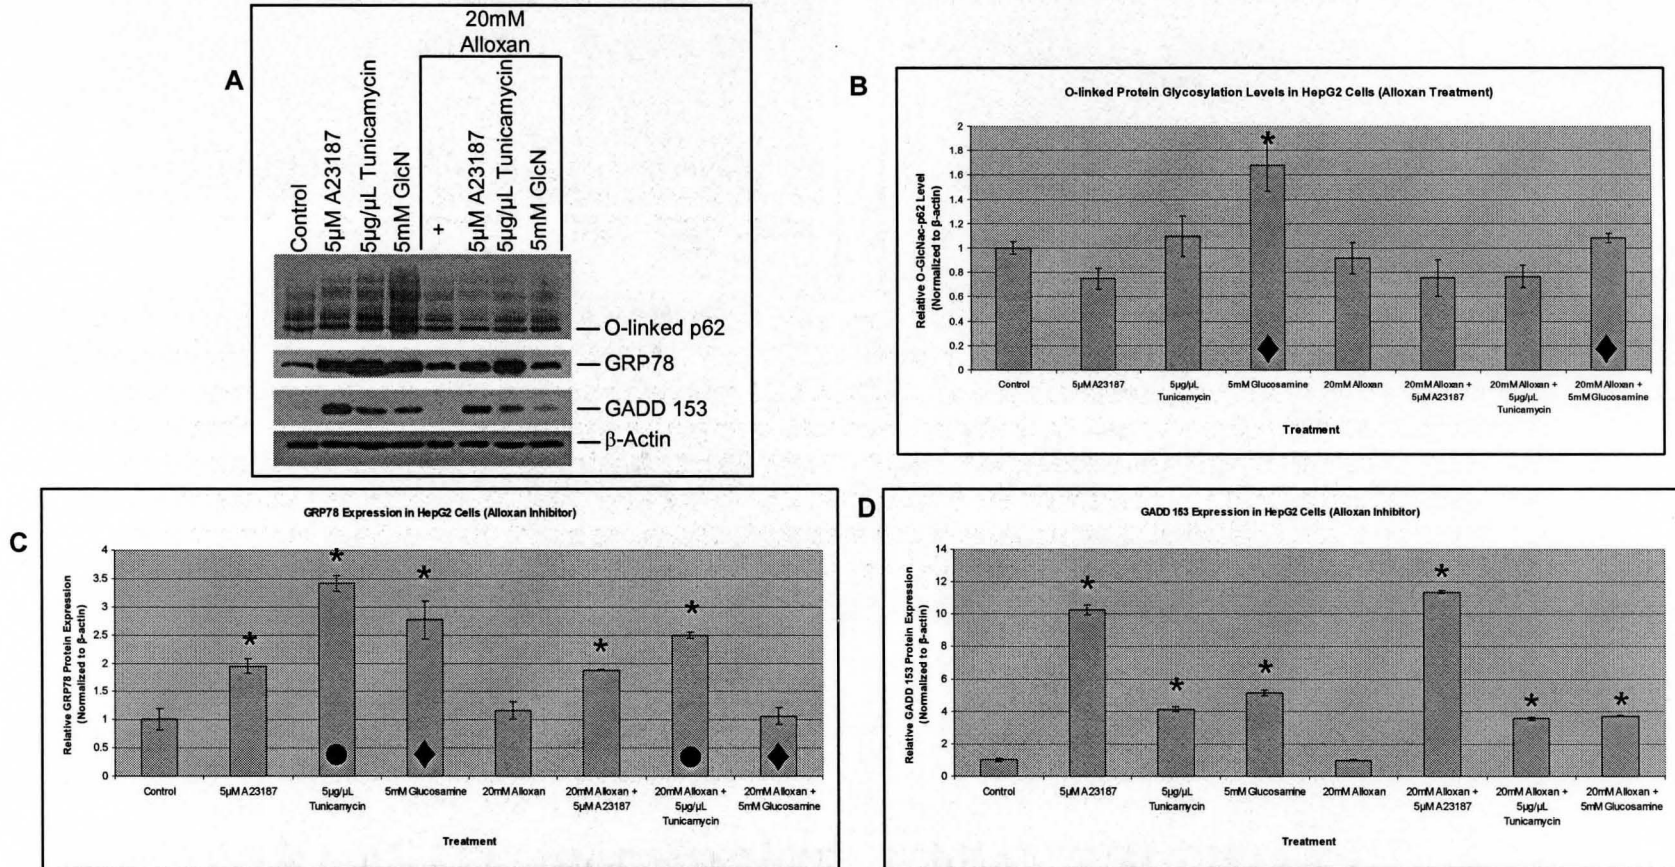 A
20mM
Alloxan
Control
5µM A23187
5µg/µL Tunicamycin
5mM GlcN
+
5µM A23187
5µg/µL Tunicamycin
5mM GlcN
O-linked p62
GRP78
GADD 153
β-Actin
B
O-linked Protein Glycosylation Levels in HepG2 Cells (Alloxan Treatment)
Relative O-GlcNac-p62 Level
(Normalized to β-actin)
2
1.8
1.6
1.4
1.2
1
0.8
0.6
0.4
0.2
0
*
Control
5µM A23187
5µg/µL
Tunicamycin
5mM Glucosamine
20mM Alloxan
20mM Alloxan +
5µM A23187
20mM Alloxan +
5µg/µL
Tunicamycin
20mM Alloxan +
5mM Glucosamine
Treatment
C
GRP78 Expression in HepG2 Cells (Alloxan Inhibitor)
Relative GRP78 Protein Expression
(Normalized to β-actin)
4
3.5
3
2.5
2
1.5
1
0.5
0
*
*
*
*
*
Control
5µM A23187
5µg/µL
Tunicamycin
5mM Glucosamine
20mM Alloxan
20mM Alloxan +
5µM A23187
20mM Alloxan +
5µg/µL
Tunicamycin
20mM Alloxan +
5mM Glucosamine
Treatment
D
GADD 153 Expression in HepG2 Cells (Alloxan Inhibitor)
Relative GADD 153 Protein Expression
(Normalized to β-actin)
14
12
10
8
6
4
2
0
*
*
*
*
*
*
Control
5µM A23187
5µg/µL
Tunicamycin
5mM Glucosamine
20mM Alloxan
20mM Alloxan +
5µM A23187
20mM Alloxan +
5µg/µL
Tunicamycin
20mM Alloxan +
5mM Glucosamine
Treatment